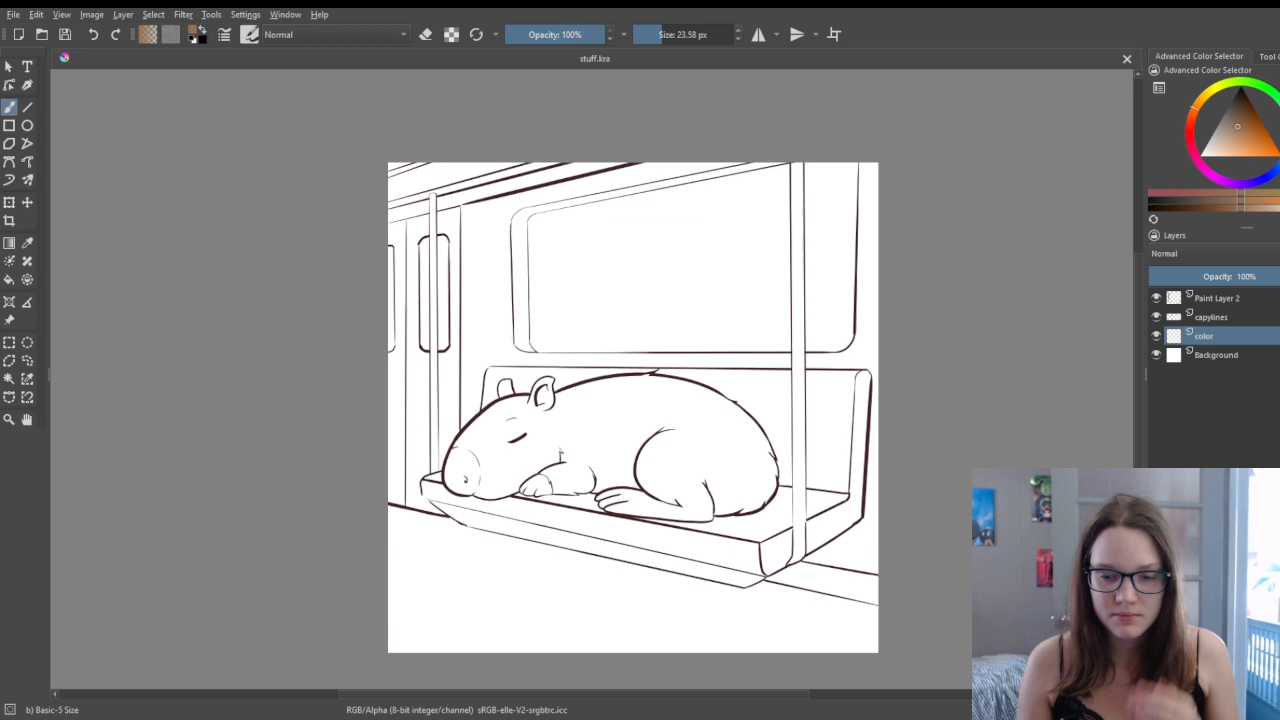 File Edit View Image Layer Select Filter Tools Settings Window Help
Normal Opacity: 100% Size: 23.58 px
stuff.kra
Advanced Color Selector Tool
Advanced Color Selector
Layers
Normal
Opacity: 100%
Paint Layer 2
capylines
color
Background
b) Basic-5 Size RGB/Alpha (8-bit integer/channel) sRGB-elle-V2-srgbtrc.icc